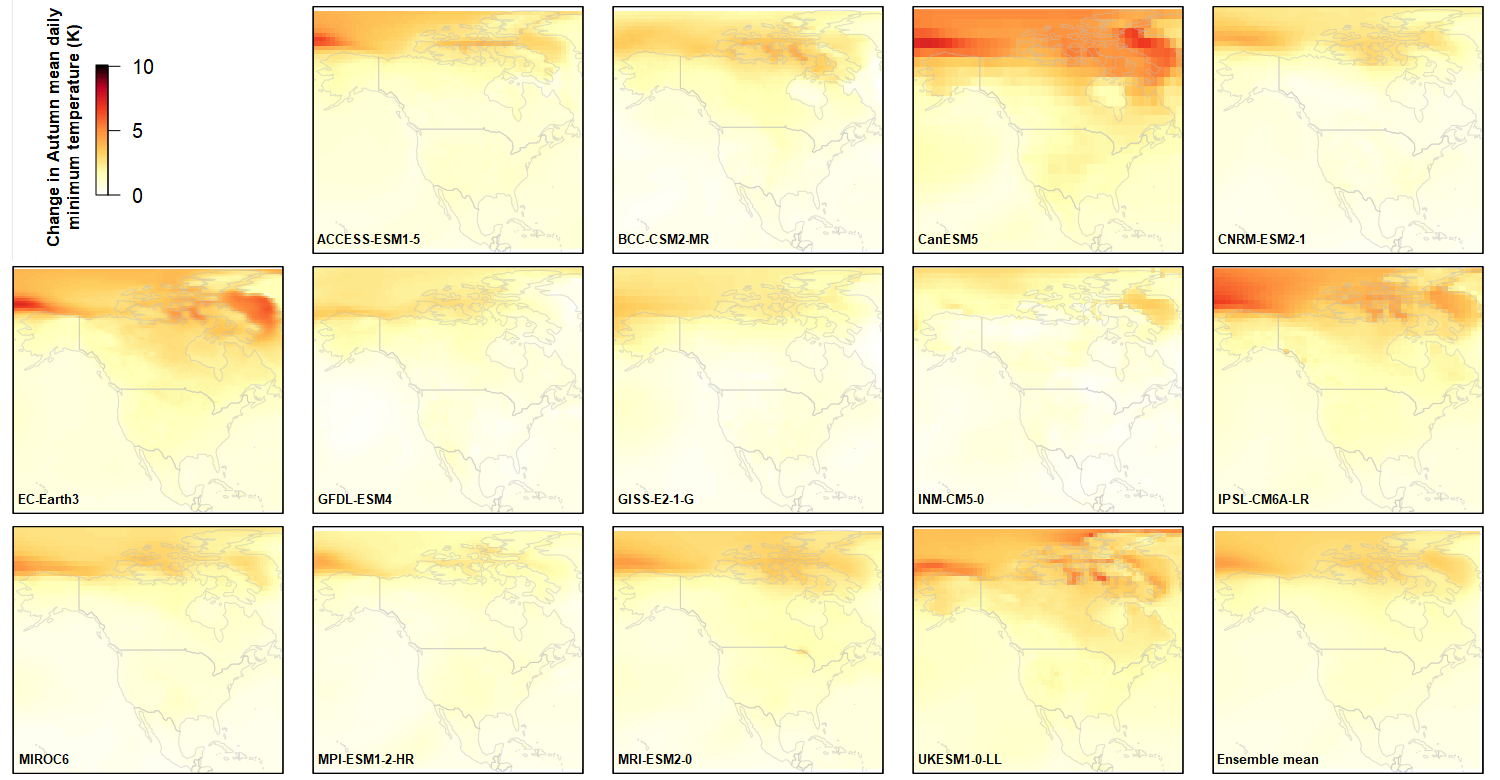 Change in Autumn mean daily
minimum temperature (K)
10
5
0
ACCESS-ESM1-5
BCC-CSM2-MR
CanESM5
CNRM-ESM2-1
EC-Earth3
GFDL-ESM4
GISS-E2-1-G
INM-CM5-0
IPSL-CM6A-LR
MIROC6
MPI-ESM1-2-HR
MRI-ESM2-0
UKESM1-0-LL
Ensemble mean